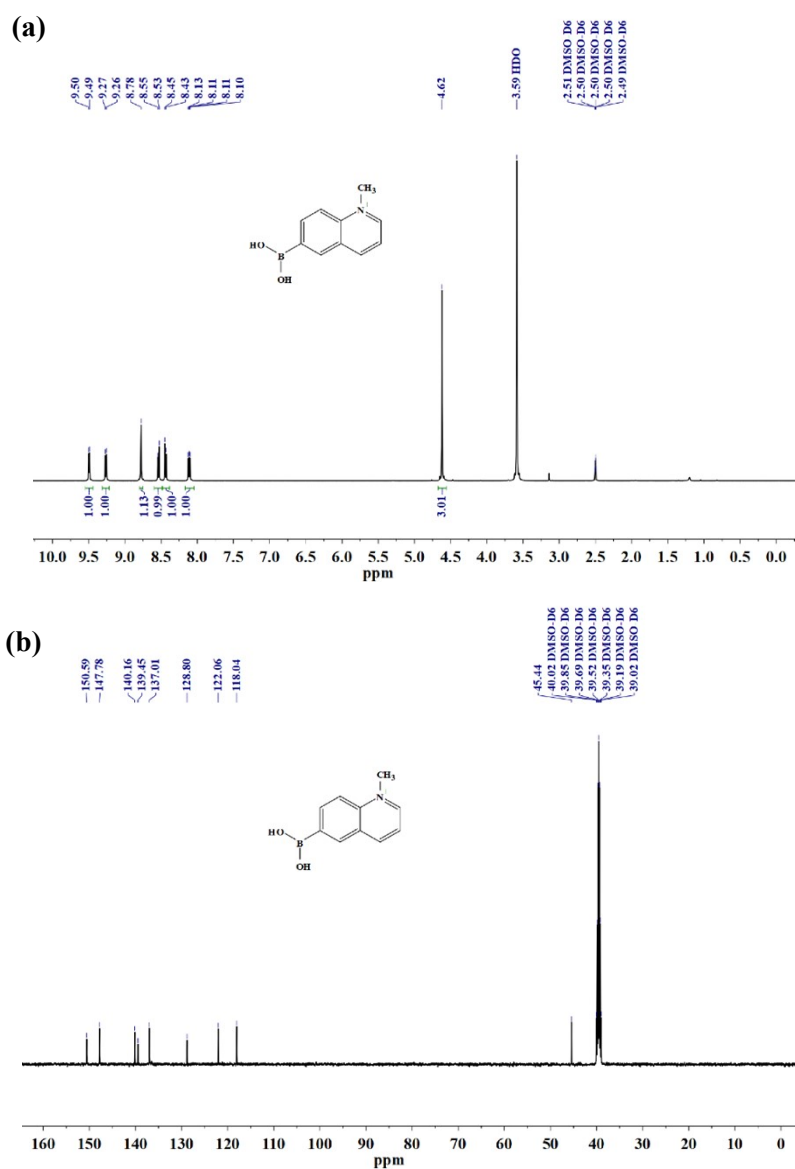 (a)
9.50
9.49
9.27
9.26
8.78
8.55
8.53
8.45
8.43
8.13
8.11
8.11
8.10
4.62
3.59 HDO
2.51 DMSO D6
2.50 DMSO-D6
2.50 DMSO D6
2.50 DMSO D6
2.49 DMSO-D6
CH3
N+
HO
B
OH
1.00
1.00
1.13
0.99
1.00
1.00
3.01
10.0 9.5 9.0 8.5 8.0 7.5 7.0 6.5 6.0 5.5 5.0 4.5 4.0 3.5 3.0 2.5 2.0 1.5 1.0 0.5 0.0
ppm
(b)
150.59
147.78
140.16
139.45
137.01
128.80
122.06
118.04
45.44
40.02 DMSO-D6
39.85 DMSO D6
39.69 DMSO-D6
39.52 DMSO-D6
39.35 DMSO D6
39.19 DMSO-D6
39.02 DMSO D6
CH3
N+
HO
B
OH
160 150 140 130 120 110 100 90 80 70 60 50 40 30 20 10 0
ppm